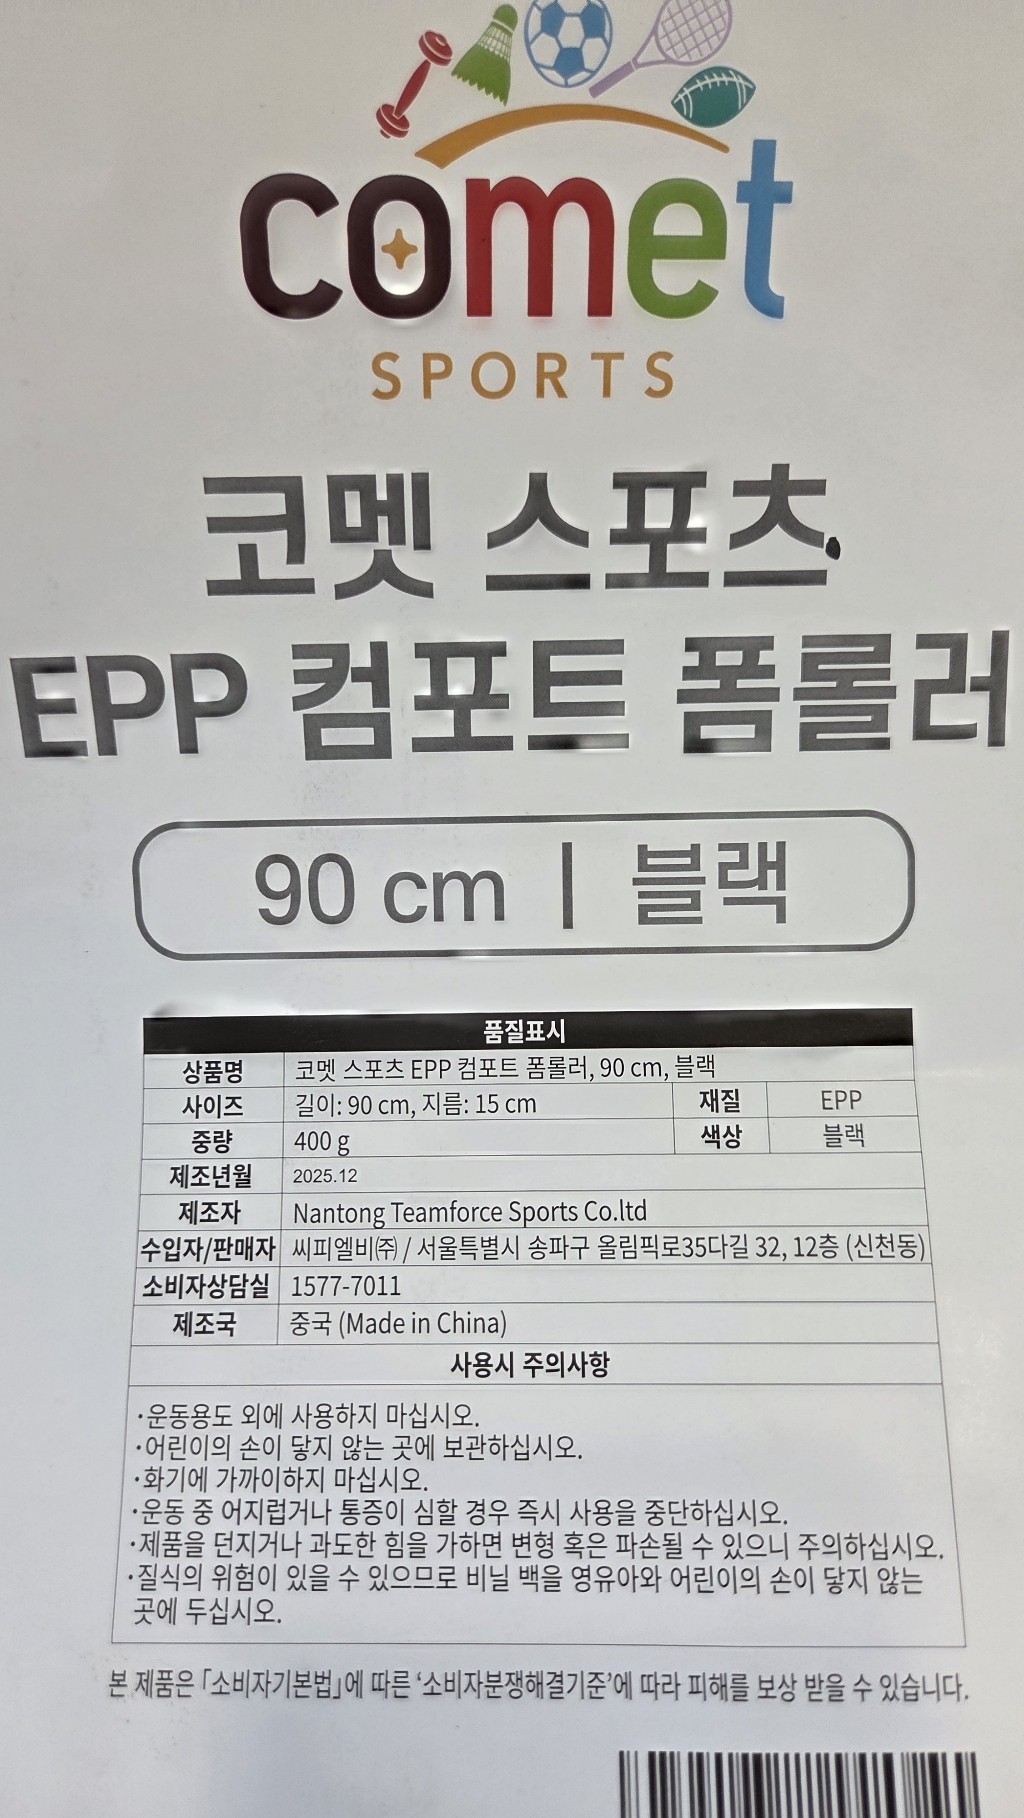 comet
SPORTS
코멧 스포츠
EPP 컴포트 폼롤러
90 cm | 블랙
품질표시
상품명 코멧 스포츠 EPP 컴포트 폼롤러, 90 cm, 블랙
사이즈 길이: 90 cm, 지름: 15 cm 재질 EPP
중량 400 g 색상 블랙
제조년월 2025.12
제조자 Nantong Teamforce Sports Co.ltd
수입자/판매자 씨피엘비㈜ / 서울특별시 송파구 올림픽로35다길 32, 12층 (신천동)
소비자상담실 1577-7011
제조국 중국 (Made in China)
사용시 주의사항
·운동용도 외에 사용하지 마십시오.
·어린이의 손이 닿지 않는 곳에 보관하십시오.
·화기에 가까이하지 마십시오.
·운동 중 어지럽거나 통증이 심할 경우 즉시 사용을 중단하십시오.
·제품을 던지거나 과도한 힘을 가하면 변형 혹은 파손될 수 있으니 주의하십시오.
·질식의 위험이 있을 수 있으므로 비닐 백을 영유아와 어린이의 손이 닿지 않는
곳에 두십시오.
본 제품은 「소비자기본법」에 따른 ‘소비자분쟁해결기준’에 따라 피해를 보상 받을 수 있습니다.